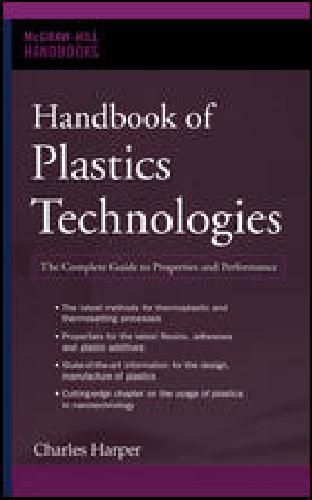 McGRAW-HILL
HANDBOOKS
Handbook of
Plastics
Technologies
The Complete Guide to Properties and Performance
• The latest methods for thermoplastic and
thermosetting processes
• Properties for the latest resins, adhesives
and plastic additives
• State-of-the-art information for the design,
manufacture of plastics
• Cutting-edge chapter on the usage of plastics
in nanotechnology
Charles Harper